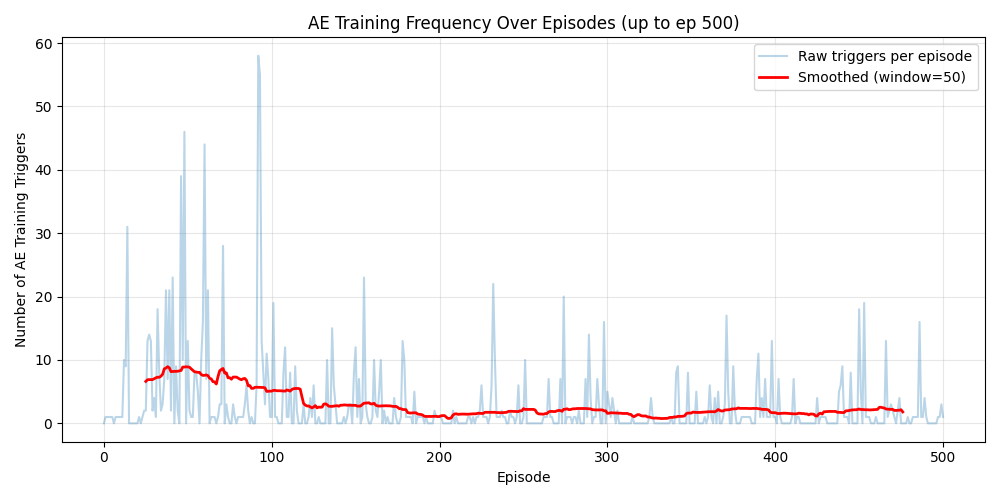 AE Training Frequency Over Episodes (up to ep 500)
Raw triggers per episode
Smoothed (window=50)
Number of AE Training Triggers
60
50
40
30
20
10
0
0 100 200 300 400 500
Episode